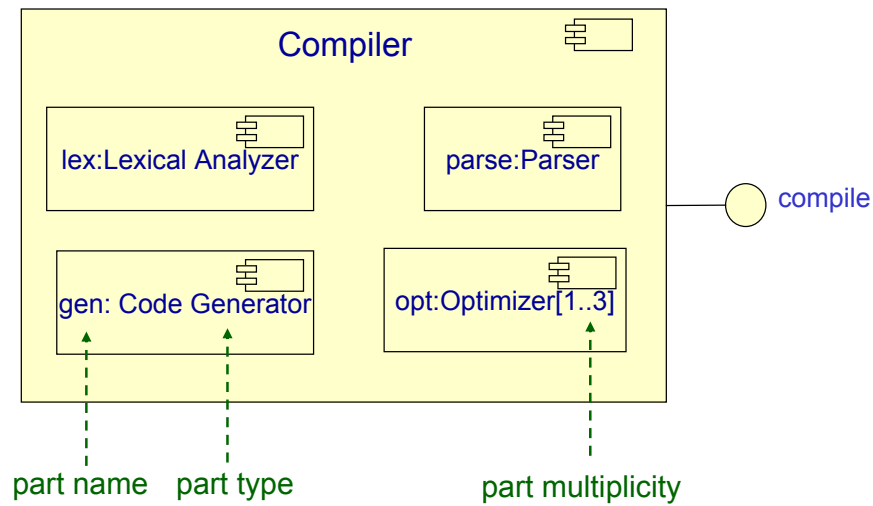 Compiler
lex:Lexical Analyzer
parse:Parser
compile
gen: Code Generator
opt:Optimizer[1..3]
part name
part type
part multiplicity